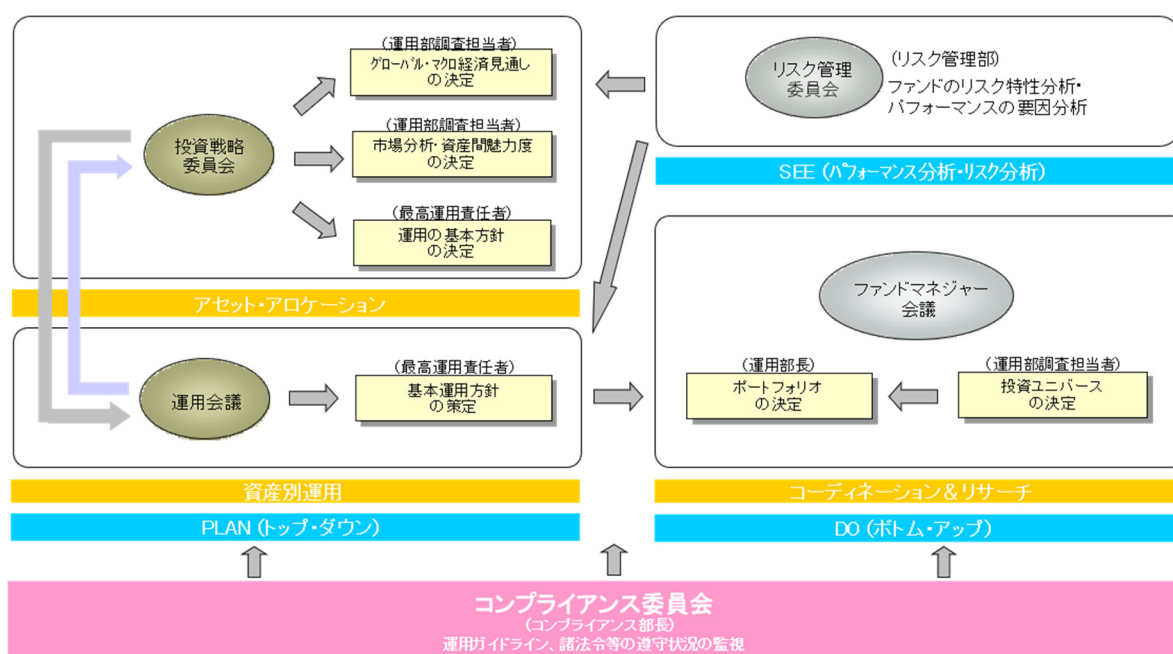 (運用部調査担当者)
グローバル・マクロ経済見通し
の決定
(運用部調査担当者)
市場分析・資産間魅力度
の決定
投資戦略
委員会
(最高運用責任者)
運用の基本方針
の決定
アセット・アロケーション
リスク管理
委員会
(リスク管理部)
ファンドのリスク特性分析・
パフォーマンスの要因分析
SEE (パフォーマンス分析・リスク分析)
運用会議
(最高運用責任者)
基本運用方針
の策定
資産別運用
PLAN (トップ・ダウン)
ファンドマネジャー
会議
(運用部長)
ポートフォリオ
の決定
(運用部調査担当者)
投資ユニバース
の決定
コーディネーション&リサーチ
DO (ボトム・アップ)
コンプライアンス委員会
(コンプライアンス部長)
運用ガイドライン、諸法令等の遵守状況の監視